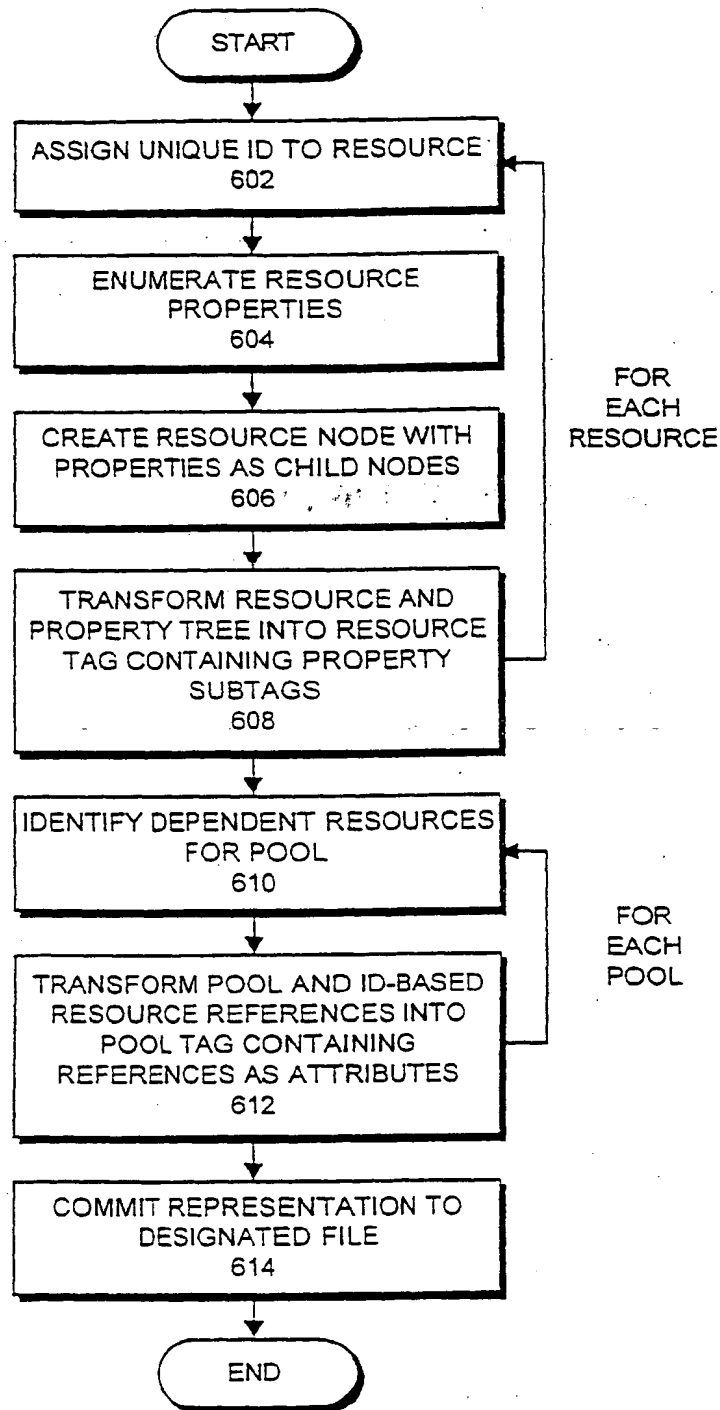 START
ASSIGN UNIQUE ID TO RESOURCE
602
ENUMERATE RESOURCE
PROPERTIES
604
CREATE RESOURCE NODE WITH
PROPERTIES AS CHILD NODES
606
TRANSFORM RESOURCE AND
PROPERTY TREE INTO RESOURCE
TAG CONTAINING PROPERTY
SUBTAGS
608
FOR
EACH
RESOURCE
IDENTIFY DEPENDENT RESOURCES
FOR POOL
610
TRANSFORM POOL AND ID-BASED
RESOURCE REFERENCES INTO
POOL TAG CONTAINING
REFERENCES AS ATTRIBUTES
612
FOR
EACH
POOL
COMMIT REPRESENTATION TO
DESIGNATED FILE
614
END